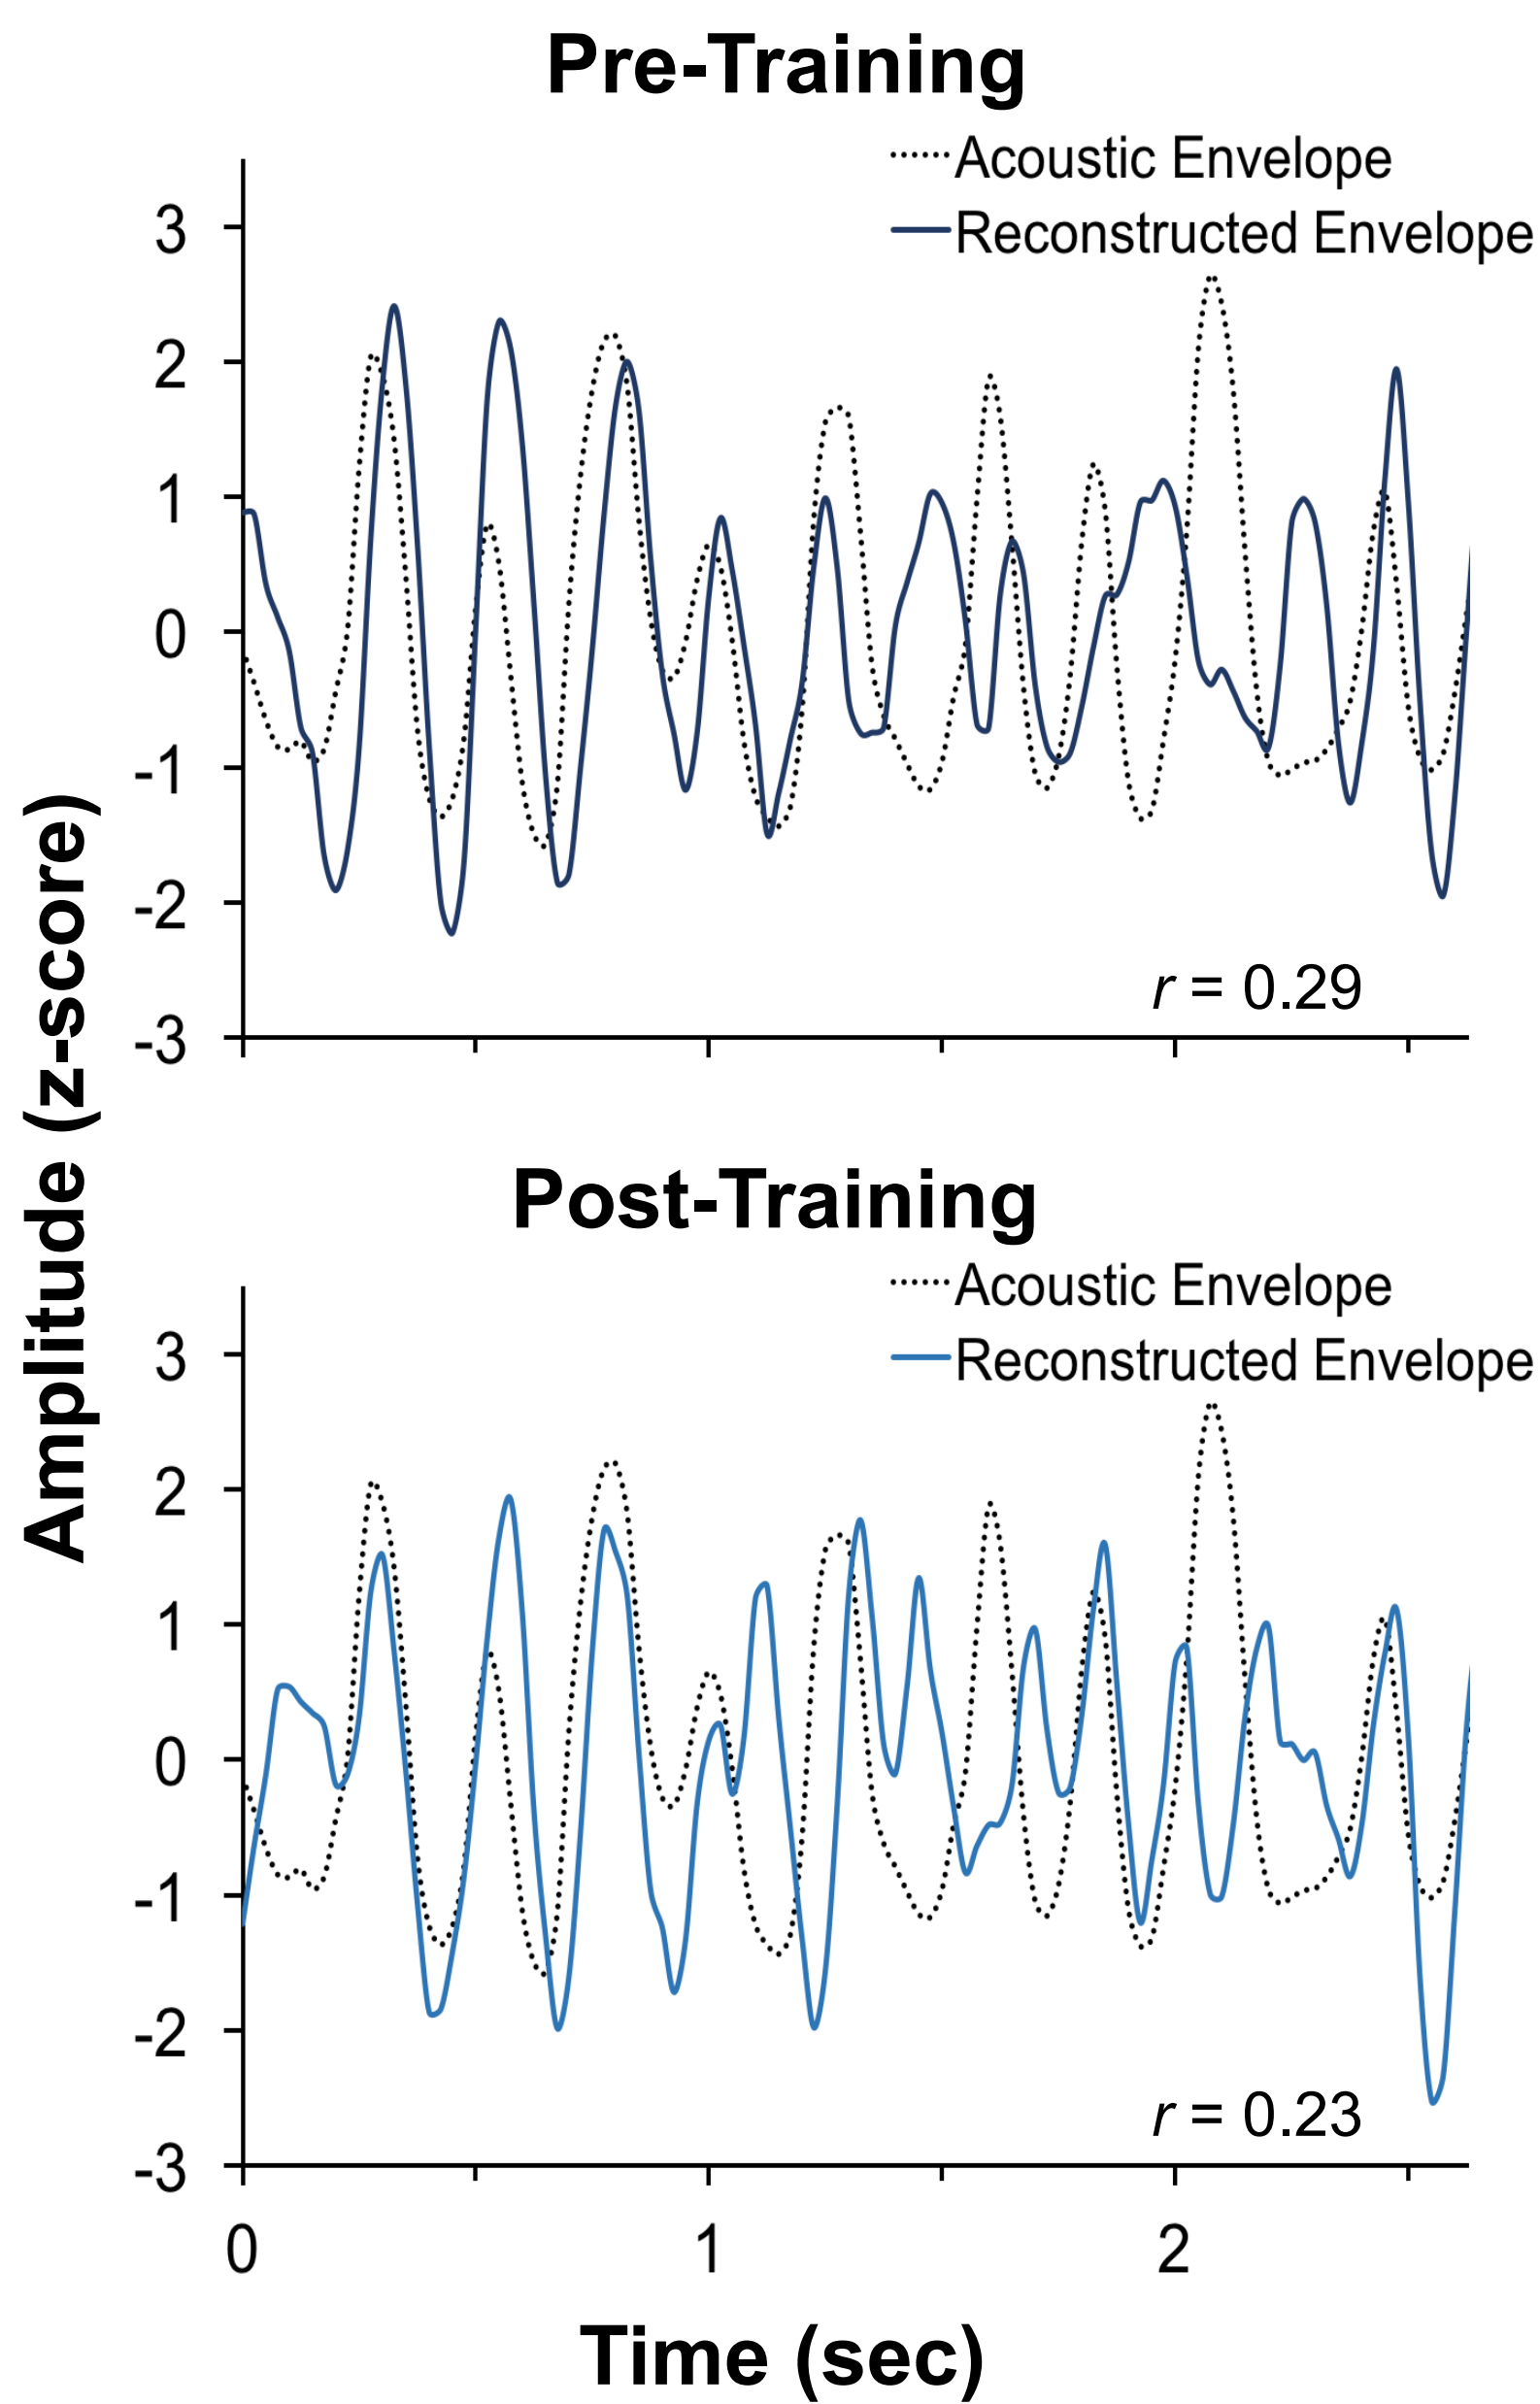 Pre-Training
Acoustic Envelope
Reconstructed Envelope
3
2
1
0
-1
-2
-3
r = 0.29
Amplitude (z-score)
Post-Training
Acoustic Envelope
Reconstructed Envelope
3
2
1
0
-1
-2
-3
r = 0.23
0 1 2
Time (sec)